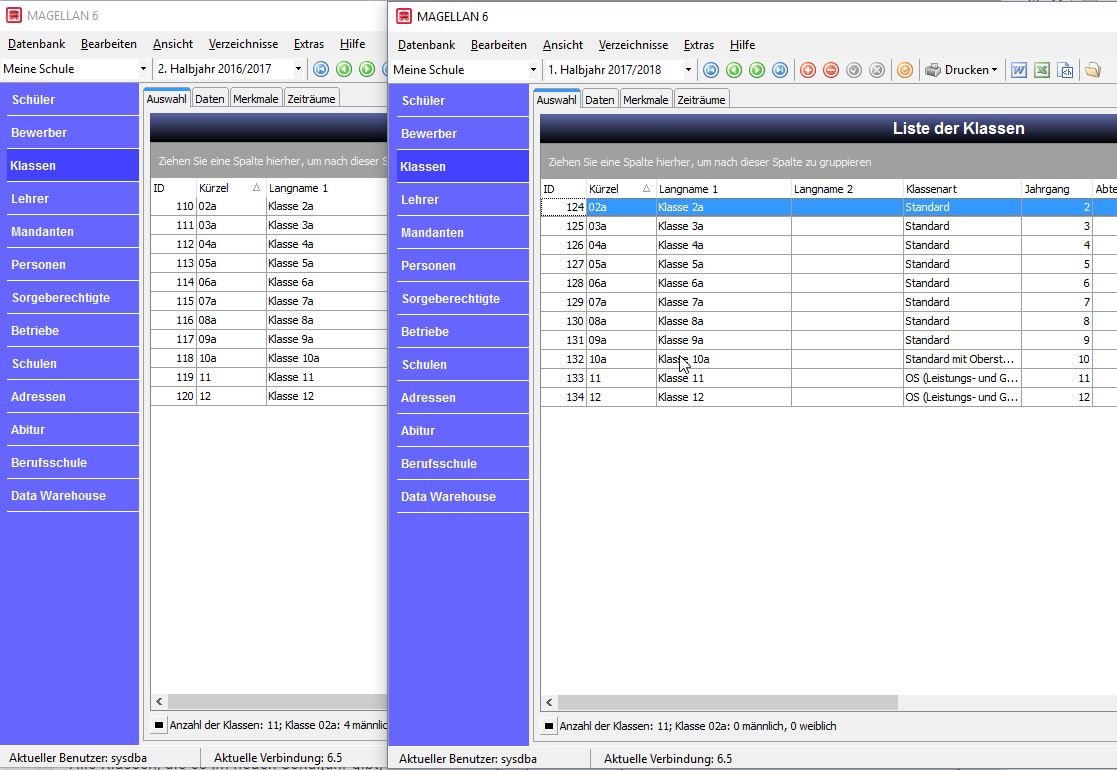 MAGELLAN 6
Datenbank Bearbeiten Ansicht Verzeichnisse Extras Hilfe
Meine Schule 2. Halbjahr 2016/2017
Schüler
Bewerber
Klassen
Lehrer
Mandanten
Personen
Sorgeberechtigte
Betriebe
Schulen
Adressen
Abitur
Berufsschule
Data Warehouse
Auswahl Daten Merkmale Zeiträume
Ziehen Sie eine Spalte hierher, um nach dieser S
ID Kürzel Langname 1
110 02a Klasse 2a
111 03a Klasse 3a
112 04a Klasse 4a
113 05a Klasse 5a
114 06a Klasse 6a
115 07a Klasse 7a
116 08a Klasse 8a
117 09a Klasse 9a
118 10a Klasse 10a
119 11 Klasse 11
120 12 Klasse 12
Anzahl der Klassen: 11; Klasse 02a: 4 männlic
Aktueller Benutzer: sysdba Aktuelle Verbindung: 6.5
MAGELLAN 6
Datenbank Bearbeiten Ansicht Verzeichnisse Extras Hilfe
Meine Schule 1. Halbjahr 2017/2018 Drucken
Schüler
Bewerber
Klassen
Lehrer
Mandanten
Personen
Sorgeberechtigte
Betriebe
Schulen
Adressen
Abitur
Berufsschule
Data Warehouse
Auswahl Daten Merkmale Zeiträume
Liste der Klassen
Ziehen Sie eine Spalte hierher, um nach dieser Spalte zu gruppieren
ID Kürzel Langname 1 Langname 2 Klassenart Jahrgang Abte
124 02a Klasse 2a Standard 2
125 03a Klasse 3a Standard 3
126 04a Klasse 4a Standard 4
127 05a Klasse 5a Standard 5
128 06a Klasse 6a Standard 6
129 07a Klasse 7a Standard 7
130 08a Klasse 8a Standard 8
131 09a Klasse 9a Standard 9
132 10a Klasse 10a Standard mit Oberst... 10
133 11 Klasse 11 OS (Leistungs- und G... 11
134 12 Klasse 12 OS (Leistungs- und G... 12
Anzahl der Klassen: 11; Klasse 02a: 0 männlich, 0 weiblich
Aktueller Benutzer: sysdba Aktuelle Verbindung: 6.5